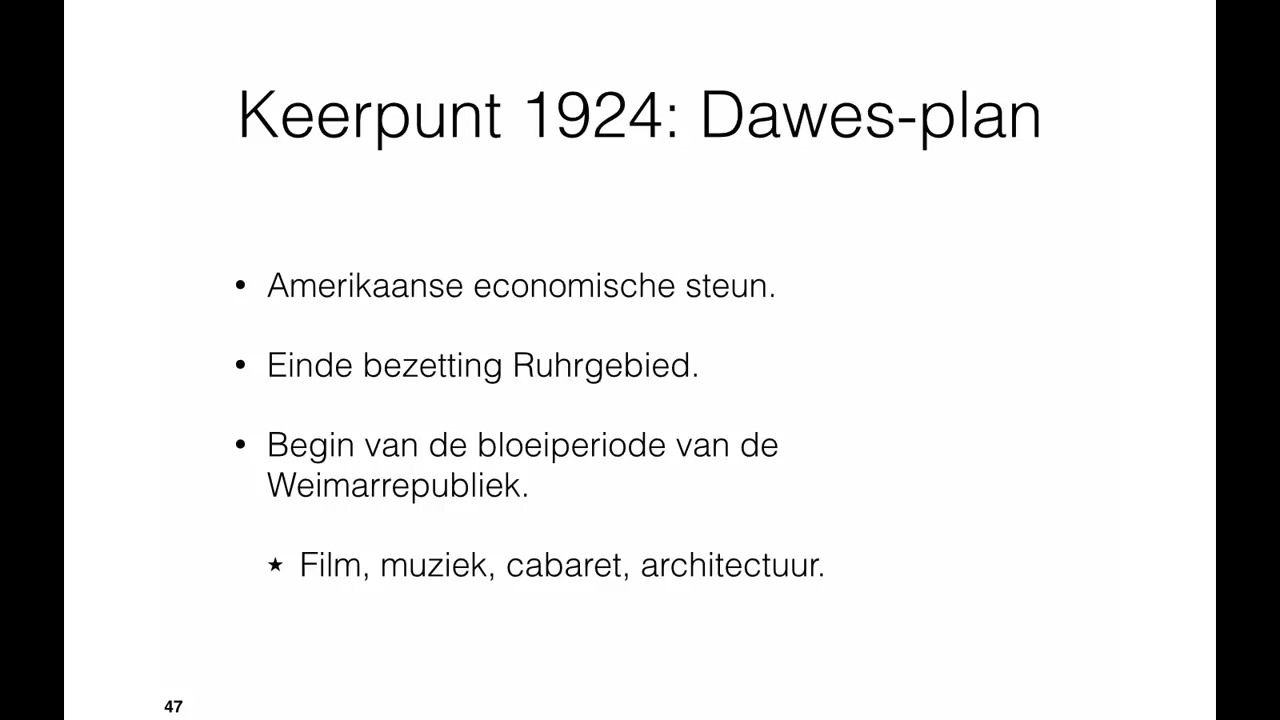 Keerpunt 1924: Dawes-plan
• Amerikaanse economische steun.
• Einde bezetting Ruhrgebied.
• Begin van de bloeiperiode van de
Weimarrepubliek.
★ Film, muziek, cabaret, architectuur.
47